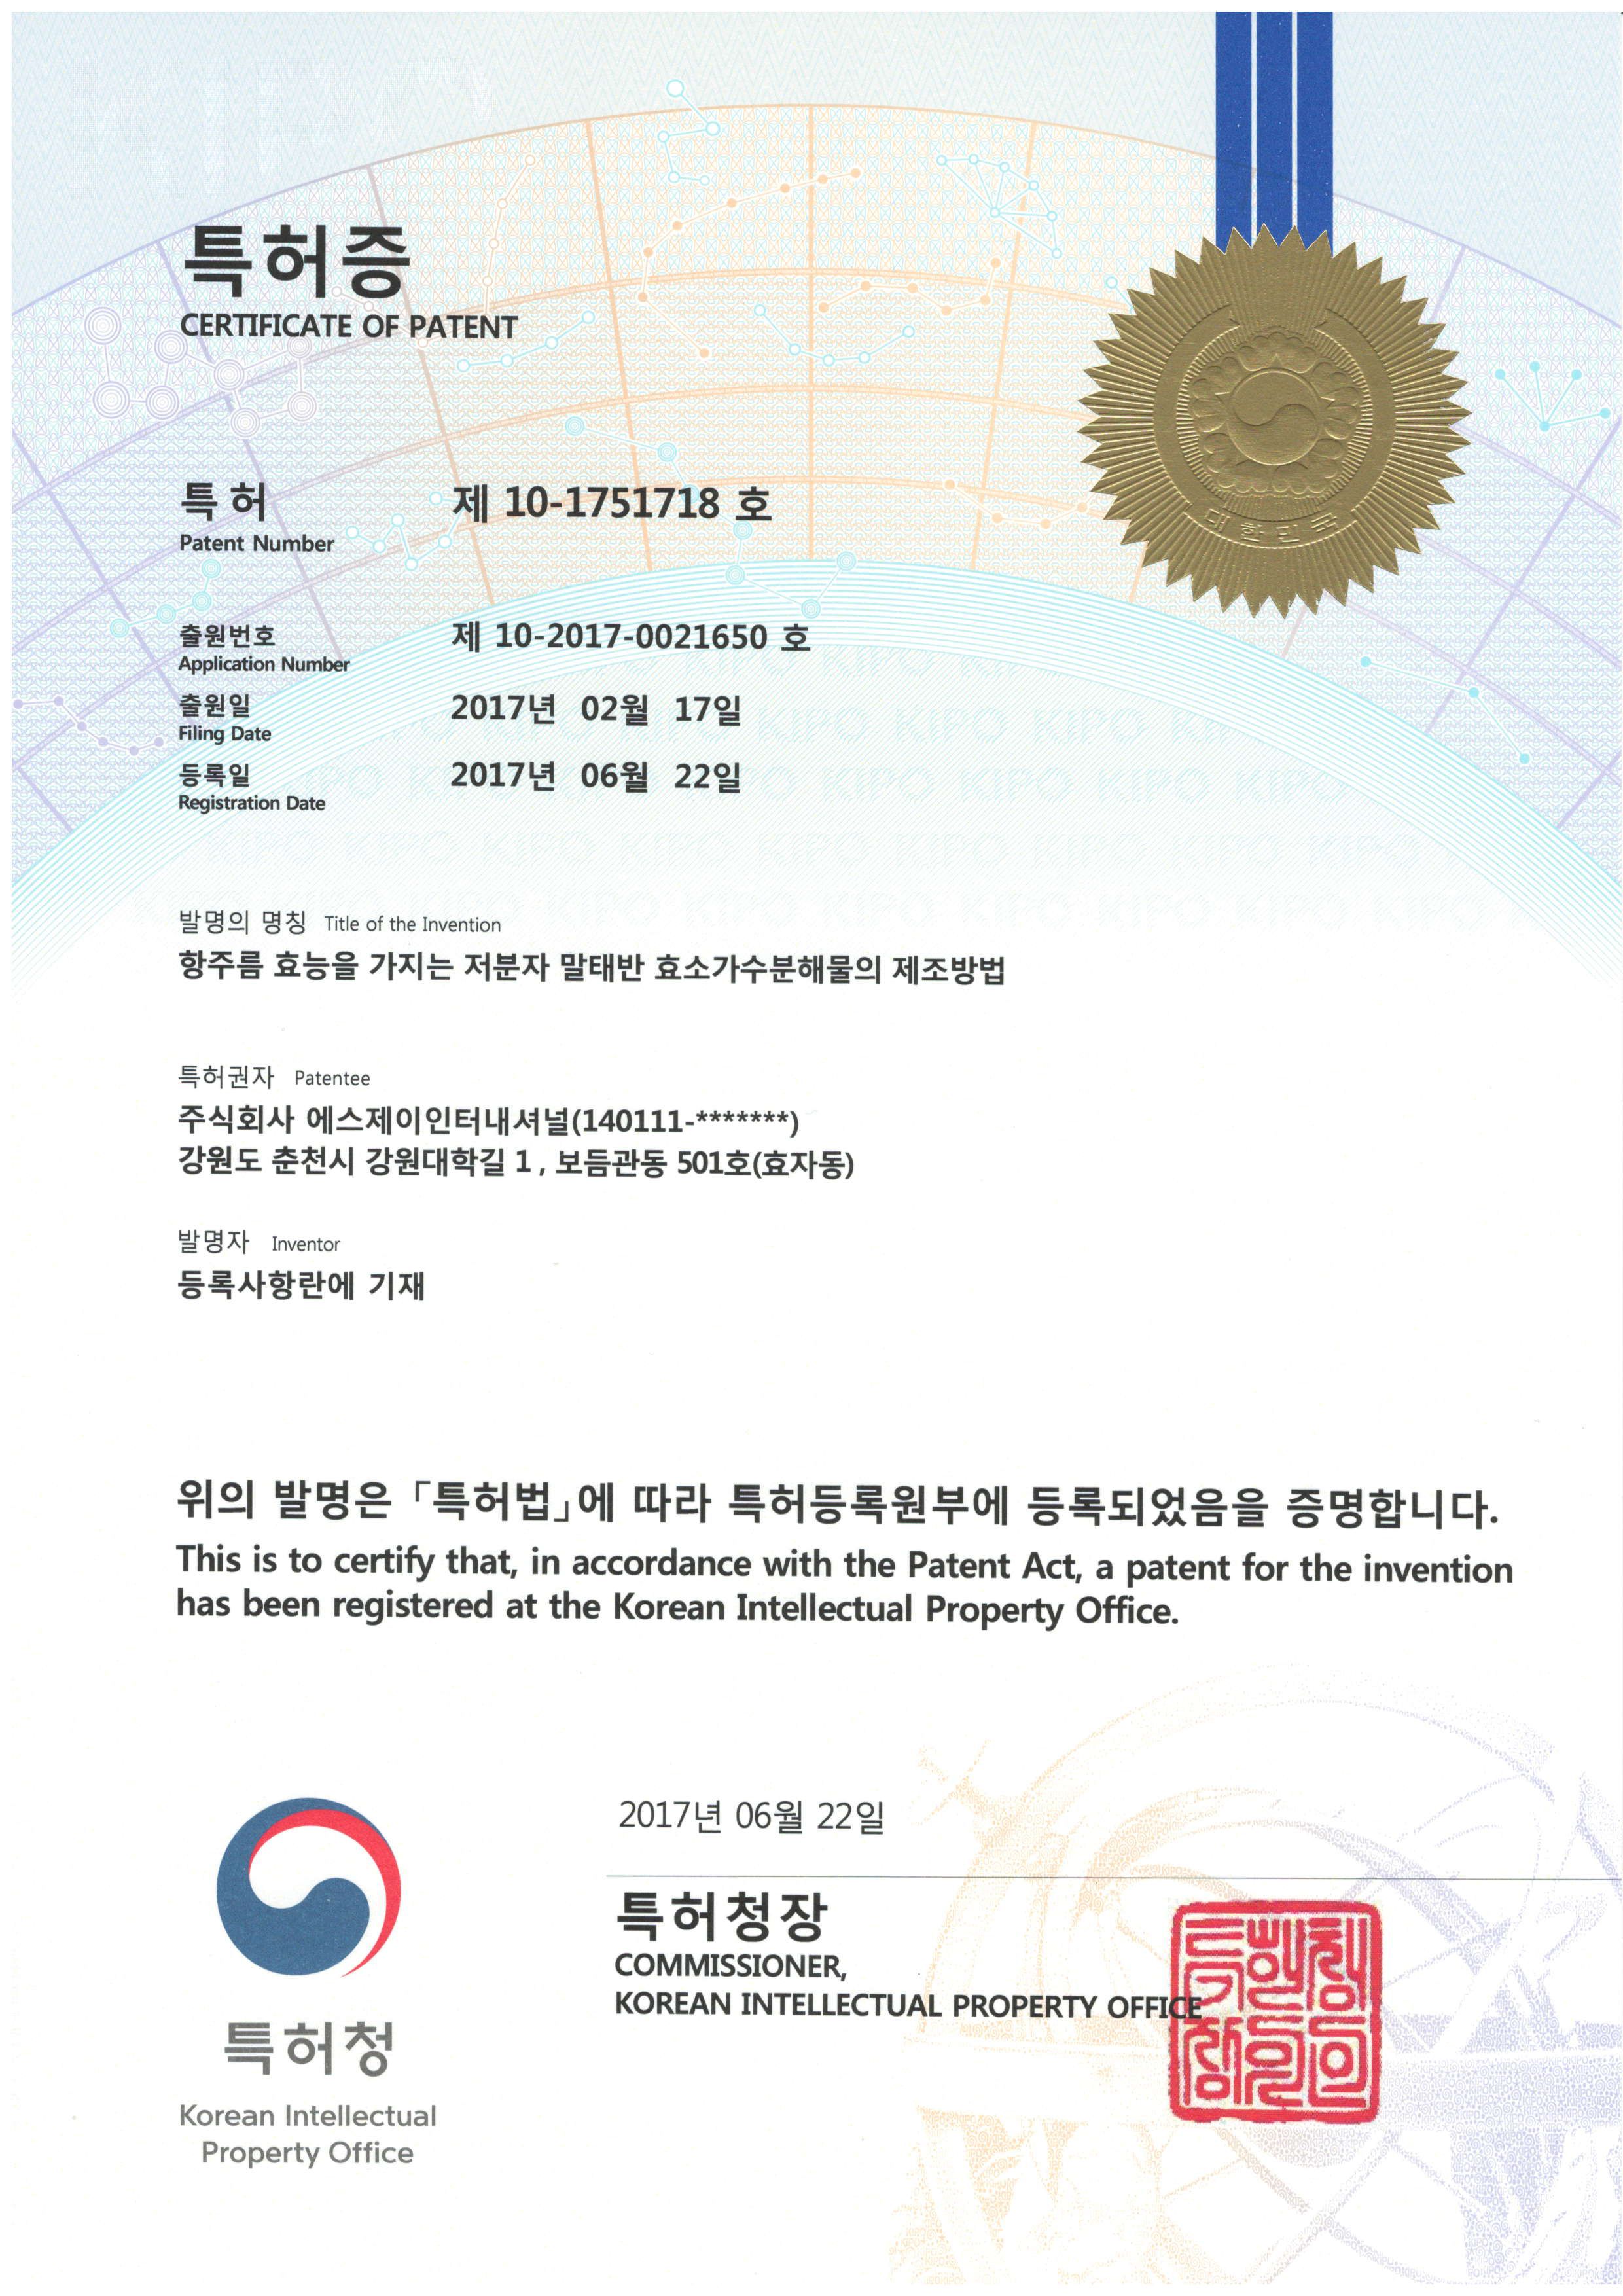 특허증
CERTIFICATE OF PATENT
특 허 제 10-1751718 호
Patent Number
출원번호 제 10-2017-0021650 호
Application Number
출원일 2017년 02월 17일
Filing Date
등록일 2017년 06월 22일
Registration Date
대한민국
발명의 명칭 Title of the Invention
항주름 효능을 가지는 저분자 말태반 효소가수분해물의 제조방법
특허권자 Patentee
주식회사 에스제이인터내셔널(140111-*******)
강원도 춘천시 강원대학길 1 , 보듬관동 501호(효자동)
발명자 Inventor
등록사항란에 기재
위의 발명은 「특허법」에 따라 특허등록원부에 등록되었음을 증명합니다.
This is to certify that, in accordance with the Patent Act, a patent for the invention
has been registered at the Korean Intellectual Property Office.
2017년 06월 22일
특허청장
COMMISSIONER,
KOREAN INTELLECTUAL PROPERTY OFFICE
특허청
Korean Intellectual
Property Office